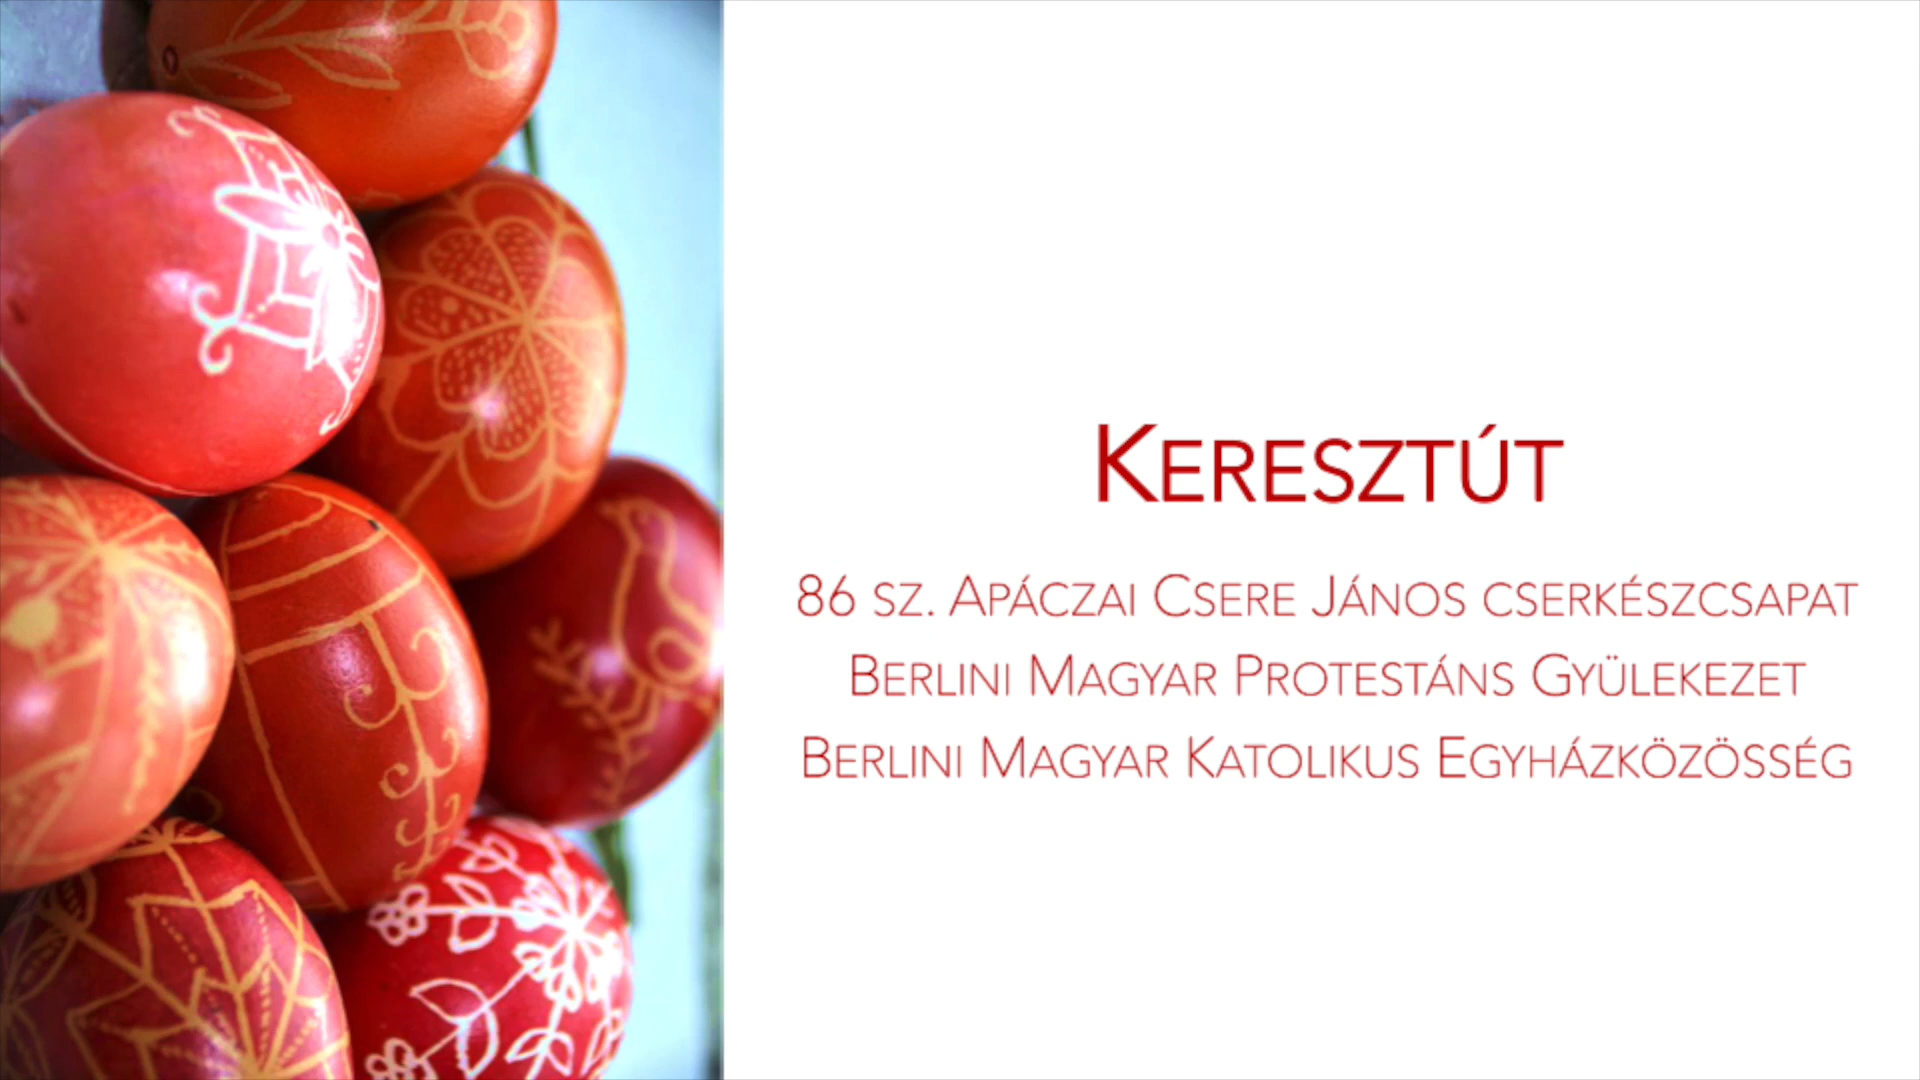 Keresztút
86 sz. Apáczai Csere János cserkészcsapat
Berlini Magyar Protestáns Gyülekezet
Berlini Magyar Katolikus Egyházközösség